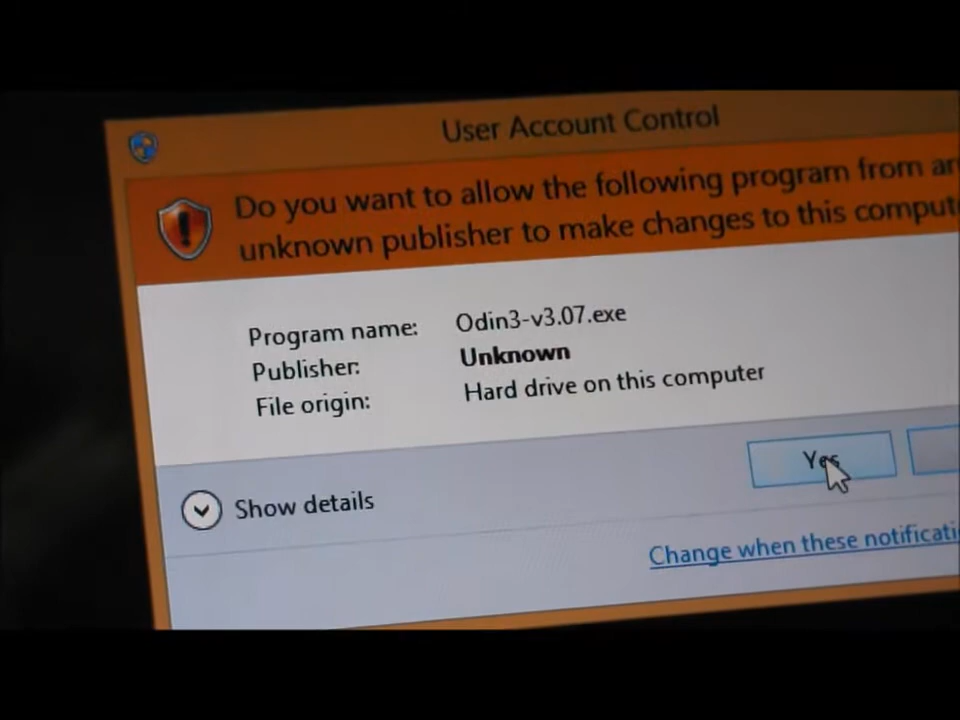 User Account Control
Do you want to allow the following program from an
unknown publisher to make changes to this
Program name: Odin3-v3.07.exe
Publisher: Unknown
File origin: Hard drive on this computer
Yes
Show details
Change when these